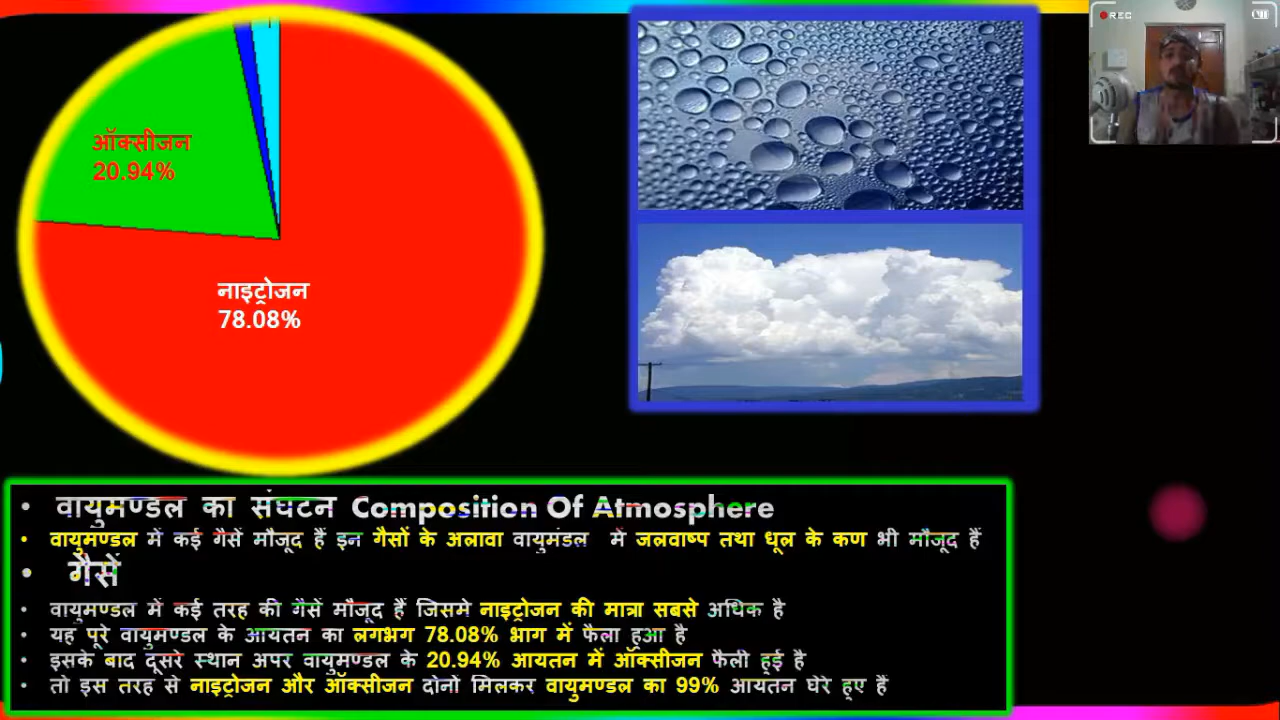 REC
ऑक्सीजन
20.94%
नाइट्रोजन
78.08%
• वायुमण्डल का संघटन Composition Of Atmosphere
• वायुमण्डल में कई गैसें मौजूद हैं इन गैसों के अलावा वायुमंडल में जलवाष्प तथा धूल के कण भी मौजूद हैं
• गैसें
• वायुमण्डल में कई तरह की गैसें मौजूद हैं जिसमे नाइट्रोजन की मात्रा सबसे अधिक है
• यह पूरे वायुमण्डल के आयतन का लगभग 78.08% भाग में फैला हुआ है
• इसके बाद दूसरे स्थान अपर वायुमण्डल के 20.94% आयतन में ऑक्सीजन फैली हुई है
• तो इस तरह से नाइट्रोजन और ऑक्सीजन दोनों मिलकर वायुमण्डल का 99% आयतन घेरे हुए हैं